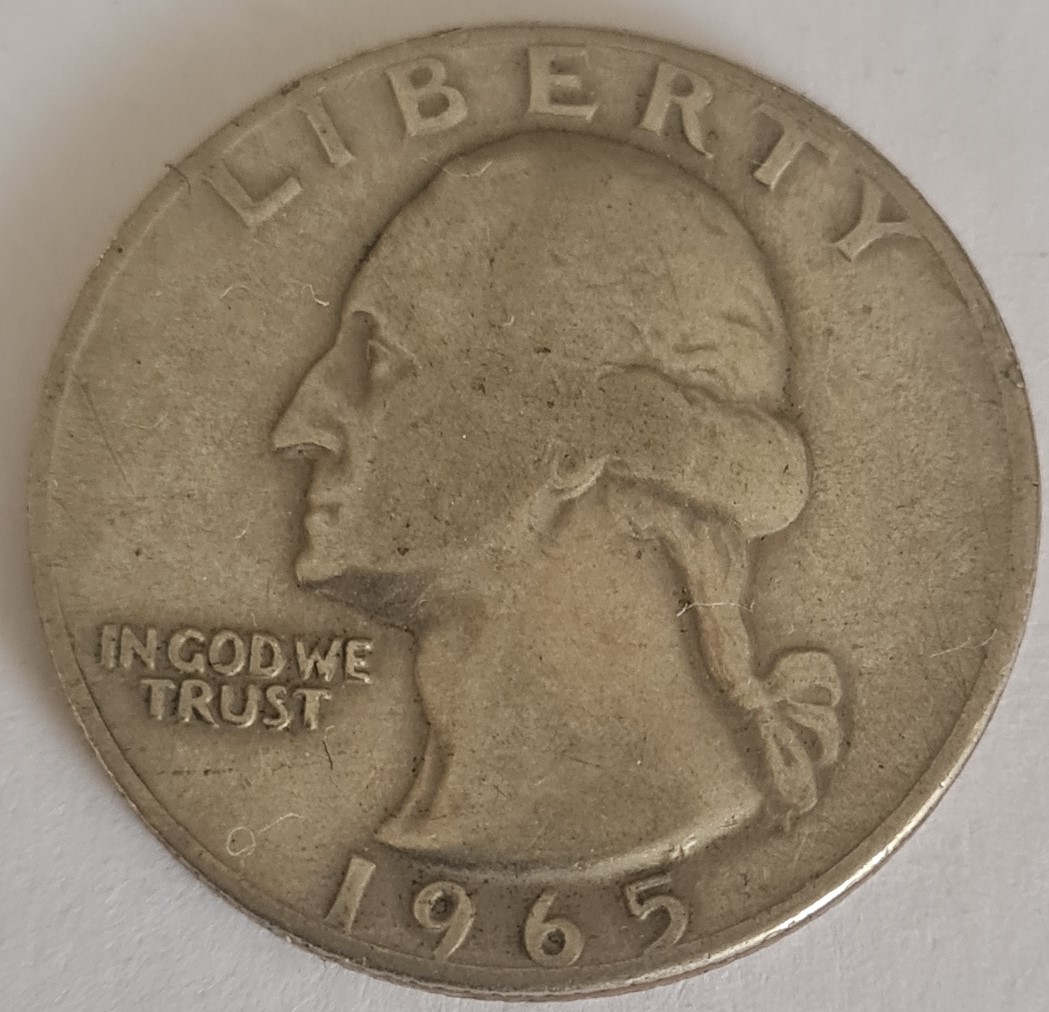 LIBERTY
IN GOD WE
TRUST
1965